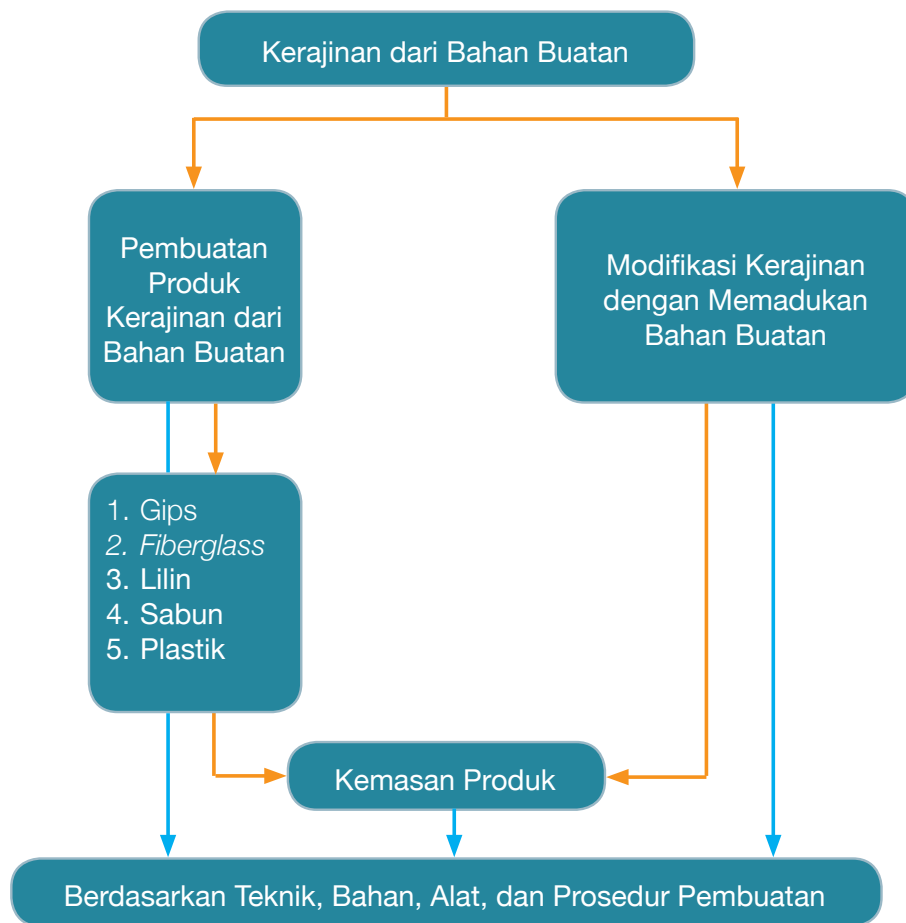 Kerajinan dari Bahan Buatan
Pembuatan
Produk
Kerajinan dari
Bahan Buatan
Modifikasi Kerajinan
dengan Memadukan
Bahan Buatan
1. Gips
2. Fiberglass
3. Lilin
4. Sabun
5. Plastik
Kemasan Produk
Berdasarkan Teknik, Bahan, Alat, dan Prosedur Pembuatan